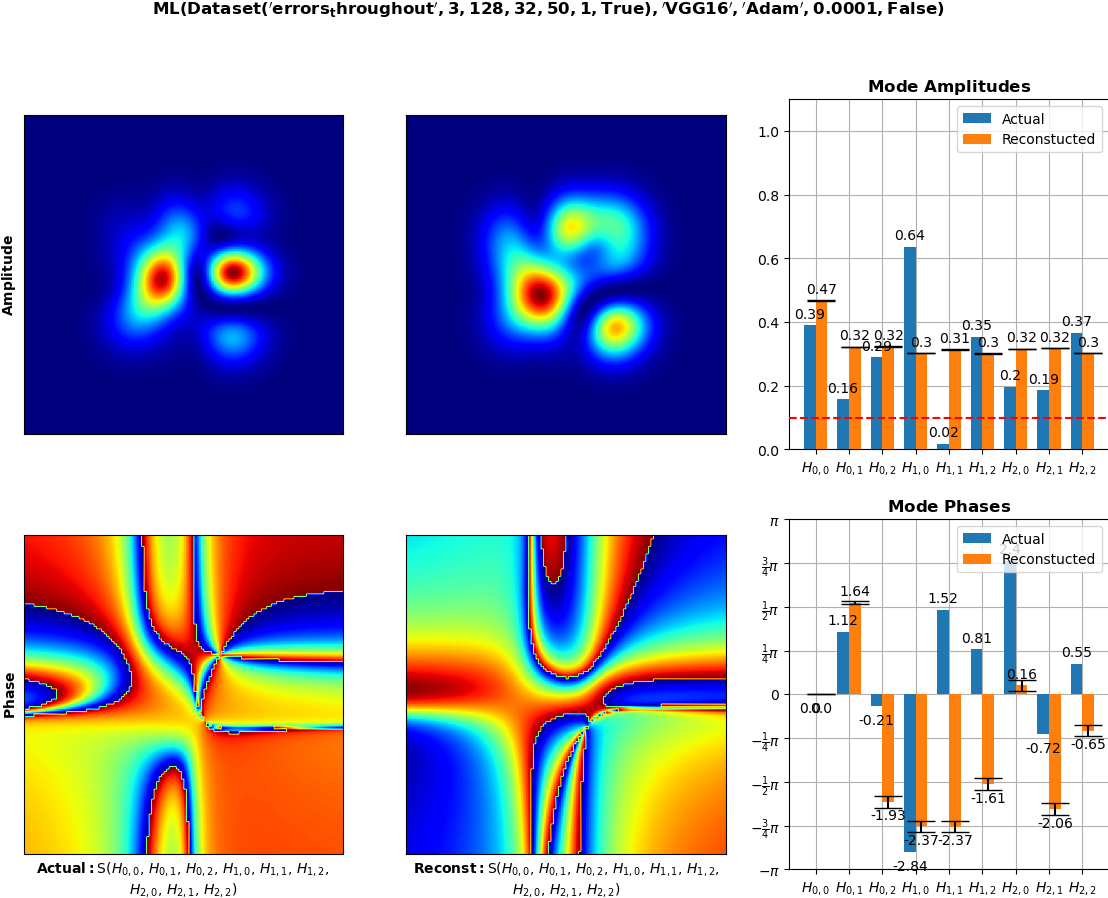 ML(Dataset('errors_throughout', 3, 128, 32, 50, 1, True), 'VGG16', 'Adam', 0.0001, False)
Amplitude
Mode Amplitudes
Actual
Reconstucted
1.0
0.8
0.6
0.4
0.2
0.0
0.39
0.47
0.16
0.32
0.29
0.32
0.64
0.3
0.02
0.31
0.35
0.3
0.2
0.32
0.19
0.32
0.37
0.3
H0,0 H0,1 H0,2 H1,0 H1,1 H1,2 H2,0 H2,1 H2,2
Phase
Actual: S(H0,0, H0,1, H0,2, H1,0, H1,1, H1,2,
H2,0, H2,1, H2,2)
Reconst: S(H0,0, H0,1, H0,2, H1,0, H1,1, H1,2,
H2,0, H2,1, H2,2)
Mode Phases
Actual
Reconstucted
π
3/4π
1/2π
1/4π
0
−1/4π
−1/2π
−3/4π
−π
0.0
0.0
1.12
1.64
-0.21
-1.93
-2.84
-2.37
1.52
-2.37
0.81
-1.61
2.4
0.16
-0.72
-2.06
0.55
-0.65
H0,0 H0,1 H0,2 H1,0 H1,1 H1,2 H2,0 H2,1 H2,2